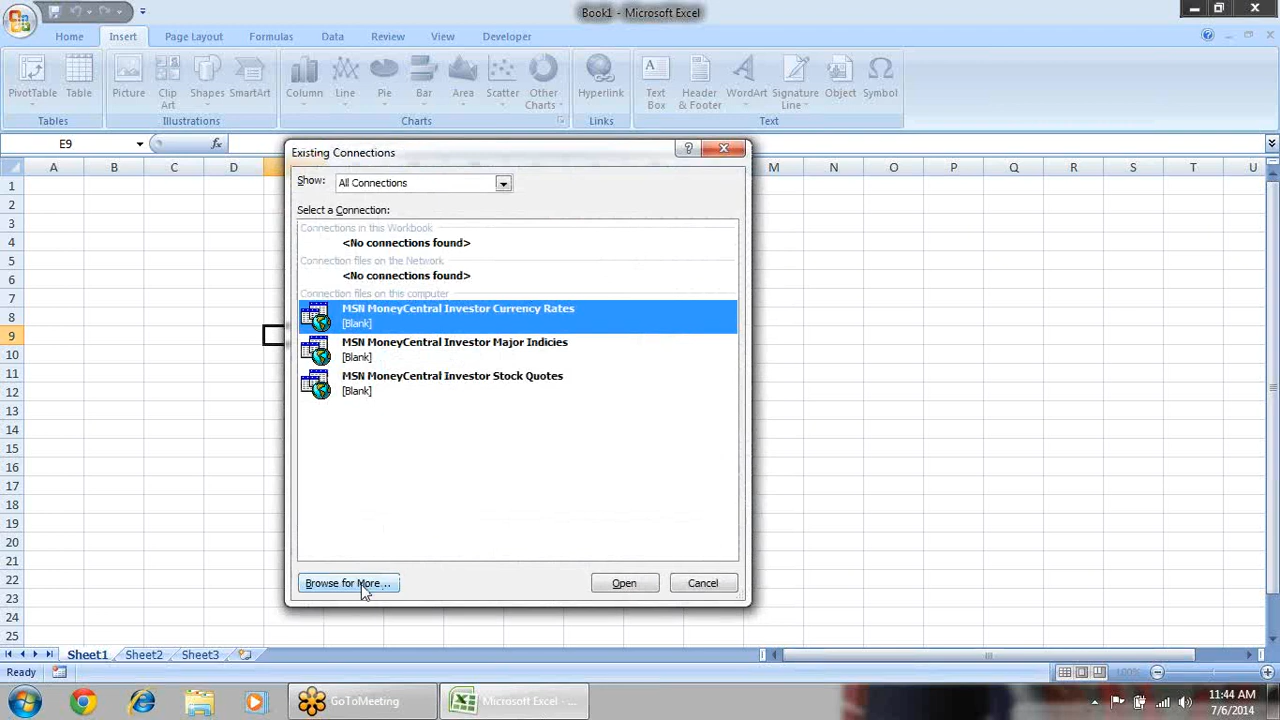 Book1 - Microsoft Excel
Home Insert Page Layout Formulas Data Review View Developer
PivotTable Table Picture Clip Art Shapes SmartArt Column Line Pie Bar Area Scatter Other Charts Hyperlink Text Box Header & Footer WordArt Signature Line Object Symbol
Tables Illustrations Charts Links Text
E9 fx
Existing Connections ?
A B C D M N O P Q R S T U
Show: All Connections
Select a Connection:
Connections in this Workbook
<No connections found>
Connection files on the Network
<No connections found>
Connection files on this computer
MSN MoneyCentral Investor Currency Rates
[Blank]
MSN MoneyCentral Investor Major Indicies
[Blank]
MSN MoneyCentral Investor Stock Quotes
[Blank]
Browse for More... Open Cancel
1
2
3
4
5
6
7
8
9
10
11
12
13
14
15
16
17
18
19
20
21
22
23
24
25
Sheet1 Sheet2 Sheet3
Ready 100%
GoToMeeting Microsoft Excel - ... 11:44 AM
7/6/2014